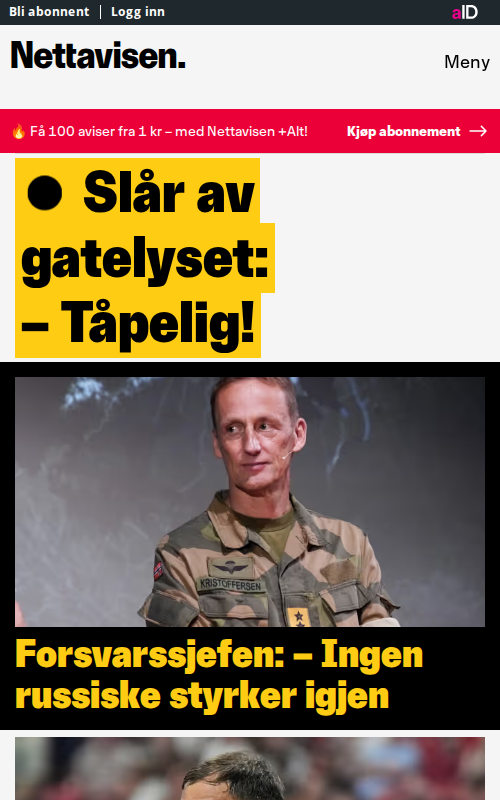 Bli abonnent Logg inn aID
Nettavisen.
Meny
🔥 Få 100 aviser fra 1 kr – med Nettavisen +Alt! Kjøp abonnement →
● Slår av
gatelyset:
– Tåpelig!
KRISTOFFERSEN
Forsvarssjefen: – Ingen
russiske styrker igjen